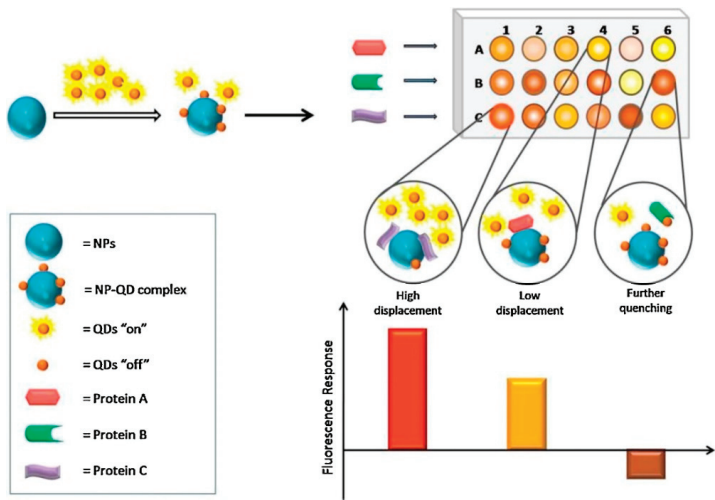 1 2 3 4 5 6
A
B
C
High
displacement
Low
displacement
Further
quenching
= NPs
= NP-QD complex
= QDs "on"
= QDs "off"
= Protein A
= Protein B
= Protein C
Fluorescence Response